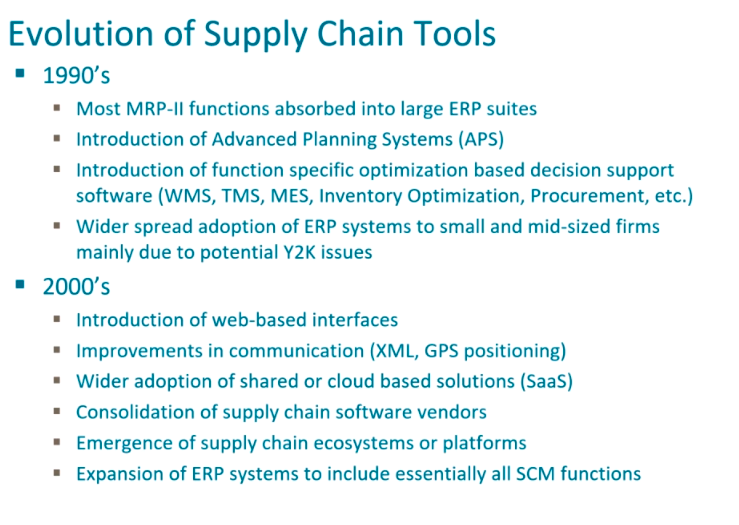 Evolution of Supply Chain Tools
▪ 1990's
▪ Most MRP-II functions absorbed into large ERP suites
▪ Introduction of Advanced Planning Systems (APS)
▪ Introduction of function specific optimization based decision support
software (WMS, TMS, MES, Inventory Optimization, Procurement, etc.)
▪ Wider spread adoption of ERP systems to small and mid-sized firms
mainly due to potential Y2K issues
▪ 2000's
▪ Introduction of web-based interfaces
▪ Improvements in communication (XML, GPS positioning)
▪ Wider adoption of shared or cloud based solutions (SaaS)
▪ Consolidation of supply chain software vendors
▪ Emergence of supply chain ecosystems or platforms
▪ Expansion of ERP systems to include essentially all SCM functions